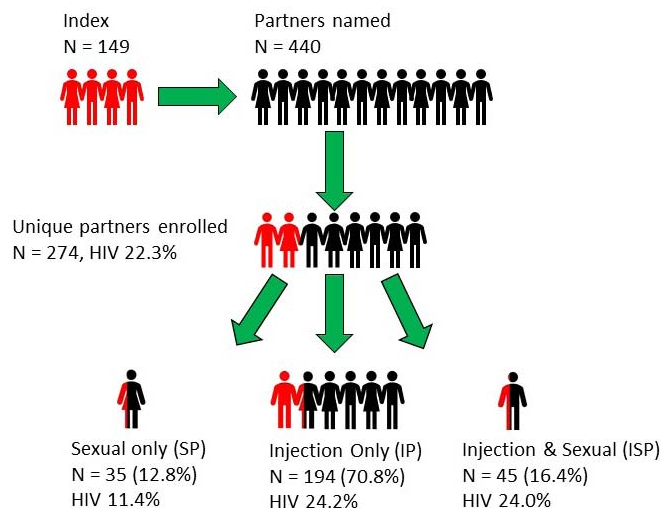 Index
N = 149
Partners named
N = 440
Unique partners enrolled
N = 274, HIV 22.3%
Sexual only (SP)
N = 35 (12.8%)
HIV 11.4%
Injection Only (IP)
N = 194 (70.8%)
HIV 24.2%
Injection & Sexual (ISP)
N = 45 (16.4%)
HIV 24.0%